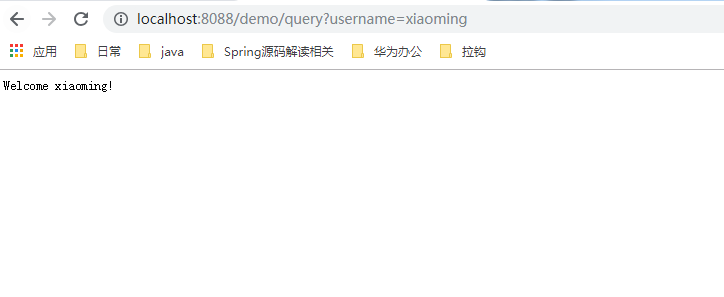 localhost:8088/demo/query?username=xiaoming
应用 日常 java Spring源码解读相关 华为办公 拉钩
Welcome xiaoming!